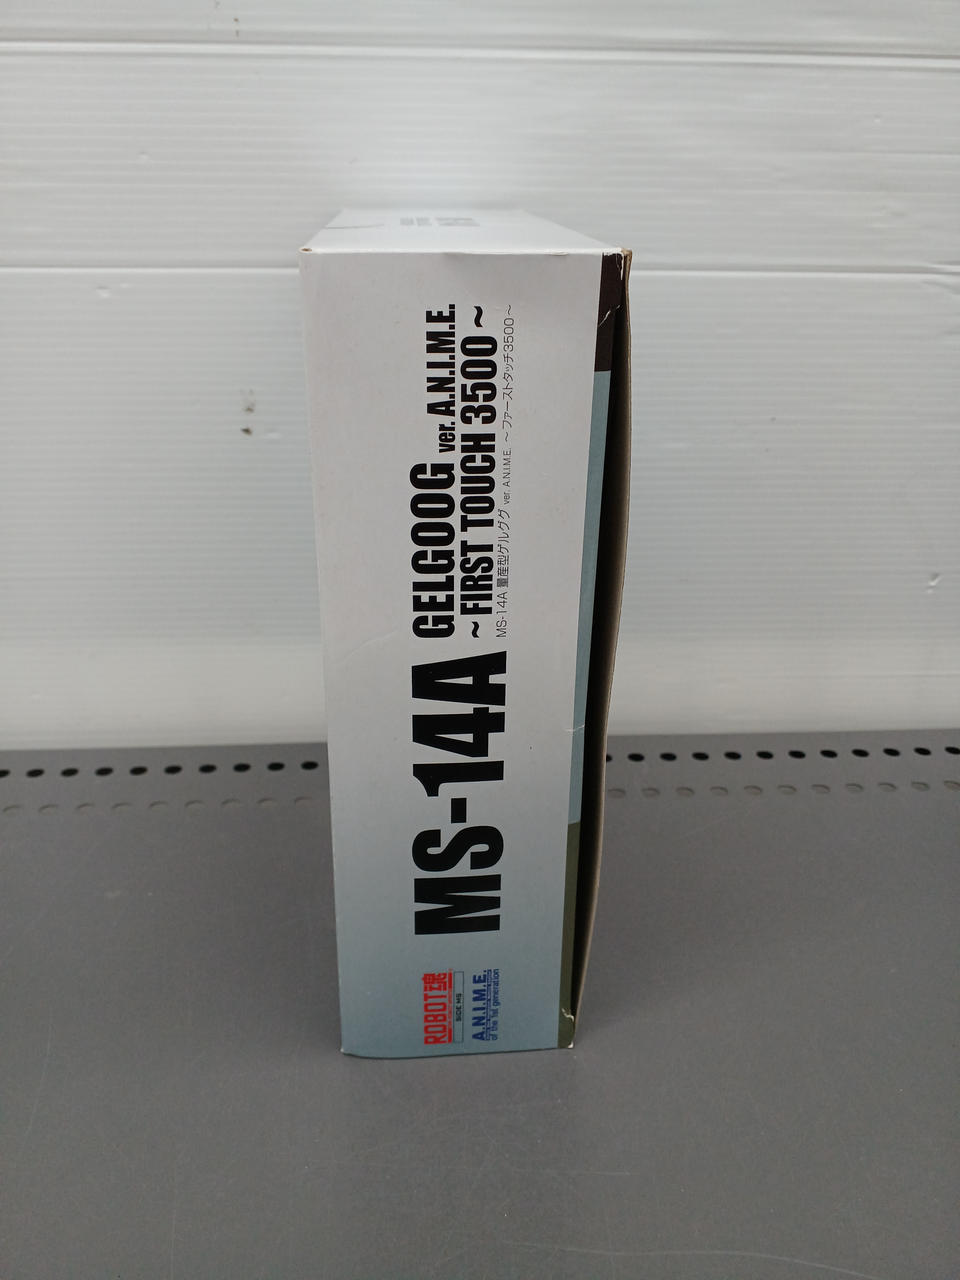 MS-14A
GELGOOG ver. A.N.I.M.E.
~FIRST TOUCH 3500~
MS-14A 量産型ゲルググ ver. A.N.I.M.E. ～ファーストタッチ3500～
ROBOT魂
SIDE MS
A.N.I.M.E.
of the 1st generation